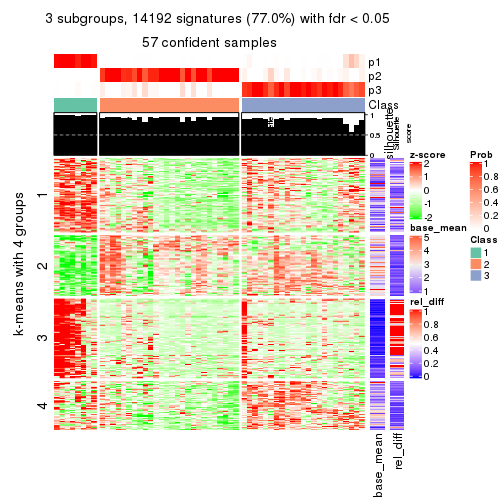 3 subgroups, 14192 signatures (77.0%) with fdr < 0.05
57 confident samples
p1
p2
p3
Class
1
0.5
0
silhouette
Silhouette
score
k-means with 4 groups
1
2
3
4
base_mean
rel_diff
z-score
2
1
0
-1
-2
base_mean
5
4
3
2
1
rel_diff
1
0.8
0.6
0.4
0.2
0
Prob
1
0.8
0.6
0.4
0.2
0
Class
1
2
3